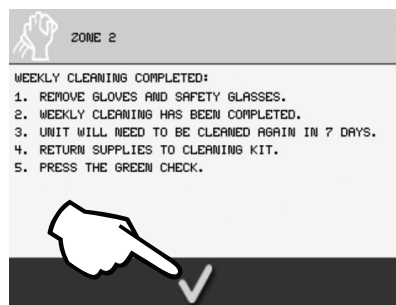 ZONE 2
WEEKLY CLEANING COMPLETED:
1. REMOVE GLOVES AND SAFETY GLASSES.
2. WEEKLY CLEANING HAS BEEN COMPLETED.
3. UNIT WILL NEED TO BE CLEANED AGAIN IN 7 DAYS.
4. RETURN SUPPLIES TO CLEANING KIT.
5. PRESS THE GREEN CHECK.